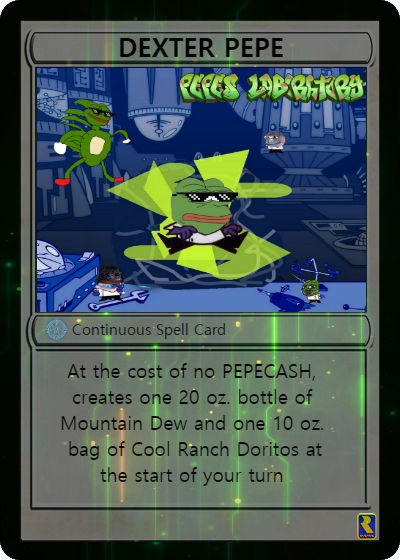 DEXTER PEPE
PEPES LABIRITIRY
Continuous Spell Card
At the cost of no PEPECASH,
creates one 20 oz. bottle of
Mountain Dew and one 10 oz.
bag of Cool Ranch Doritos at
the start of your turn
R